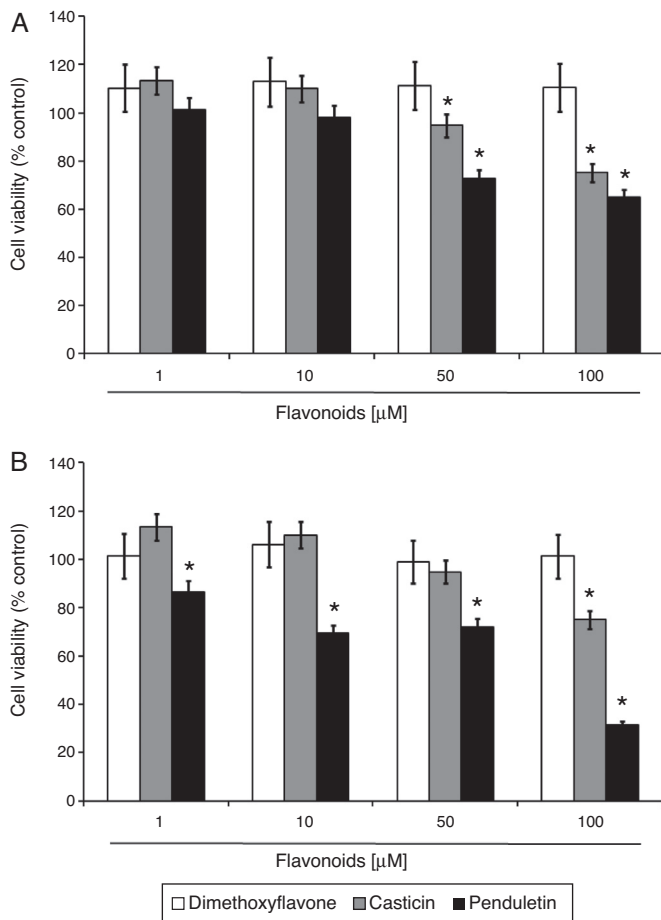 A
140
120
100
80
60
40
20
0
Cell viability (% control)
* * * *
1 10 50 100
Flavonoids [μM]
B
140
120
100
80
60
40
20
0
Cell viability (% control)
* * * * *
1 10 50 100
Flavonoids [μM]
Dimethoxyflavone Casticin Penduletin